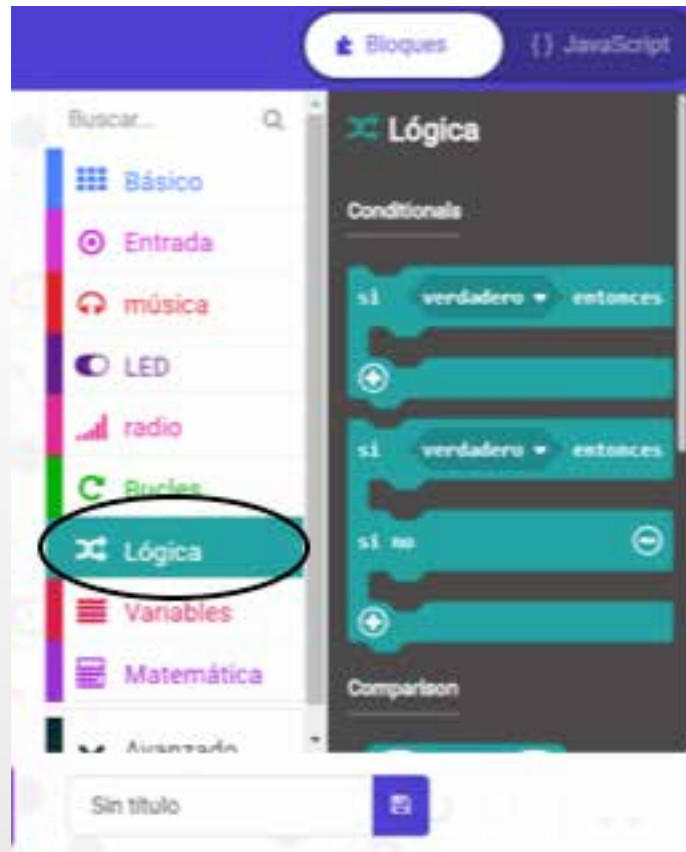 Bloques
{} JavaScript
Buscar...
Básico
Entrada
música
LED
radio
Bucles
Lógica
Variables
Matemática
Avanzado
Lógica
Conditionals
si verdadero entonces
si verdadero entonces
si no
Comparison
Sin título